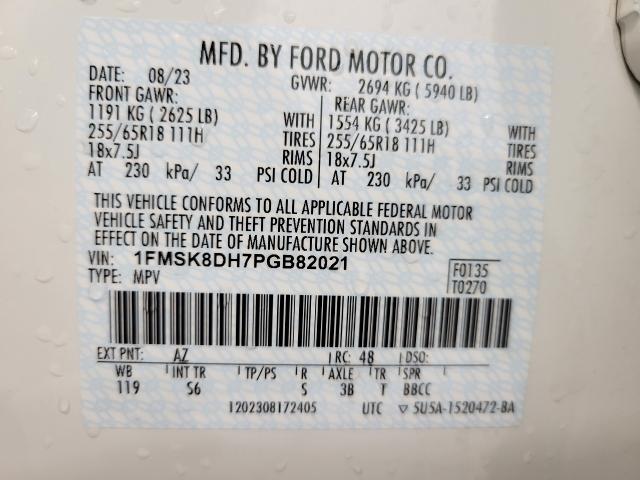 MFD. BY FORD MOTOR CO.
DATE: 08/23 GVWR: 2694 KG ( 5940 LB)
FRONT GAWR: REAR GAWR:
1191 KG ( 2625 LB) WITH 1554 KG ( 3425 LB) WITH
255/65R18 111H TIRES 255/65R18 111H TIRES
18x7.5J RIMS 18x7.5J RIMS
AT 230 kPa/ 33 PSI COLD AT 230 kPa/ 33 PSI COLD
THIS VEHICLE CONFORMS TO ALL APPLICABLE FEDERAL MOTOR
VEHICLE SAFETY AND THEFT PREVENTION STANDARDS IN
EFFECT ON THE DATE OF MANUFACTURE SHOWN ABOVE.
VIN: 1FMSK8DH7PGB82021 F0135
TYPE: MPV T0270
EXT PNT: AZ RC: 48 DSO:
WB INT TR TP/PS R AXLE TR SPR
119 S6 S 3B T BBCC
1202308172405 UTC ▽ 5U5A-1520472-BA